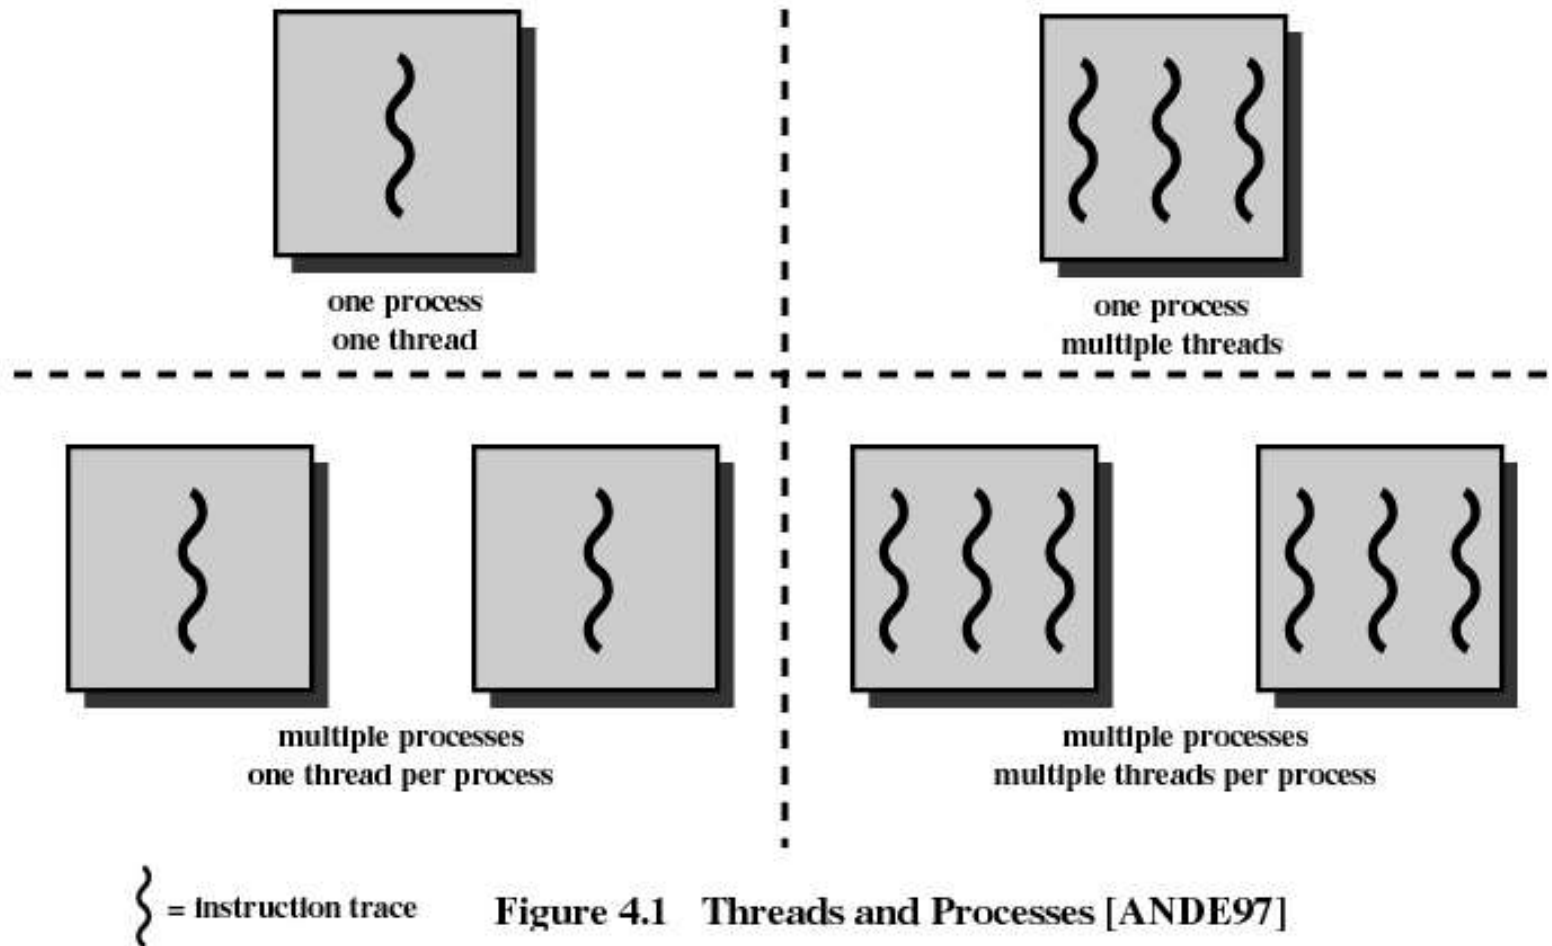 one process
one thread
one process
multiple threads
multiple processes
one thread per process
multiple processes
multiple threads per process
= instruction trace
Figure 4.1 Threads and Processes [ANDE97]